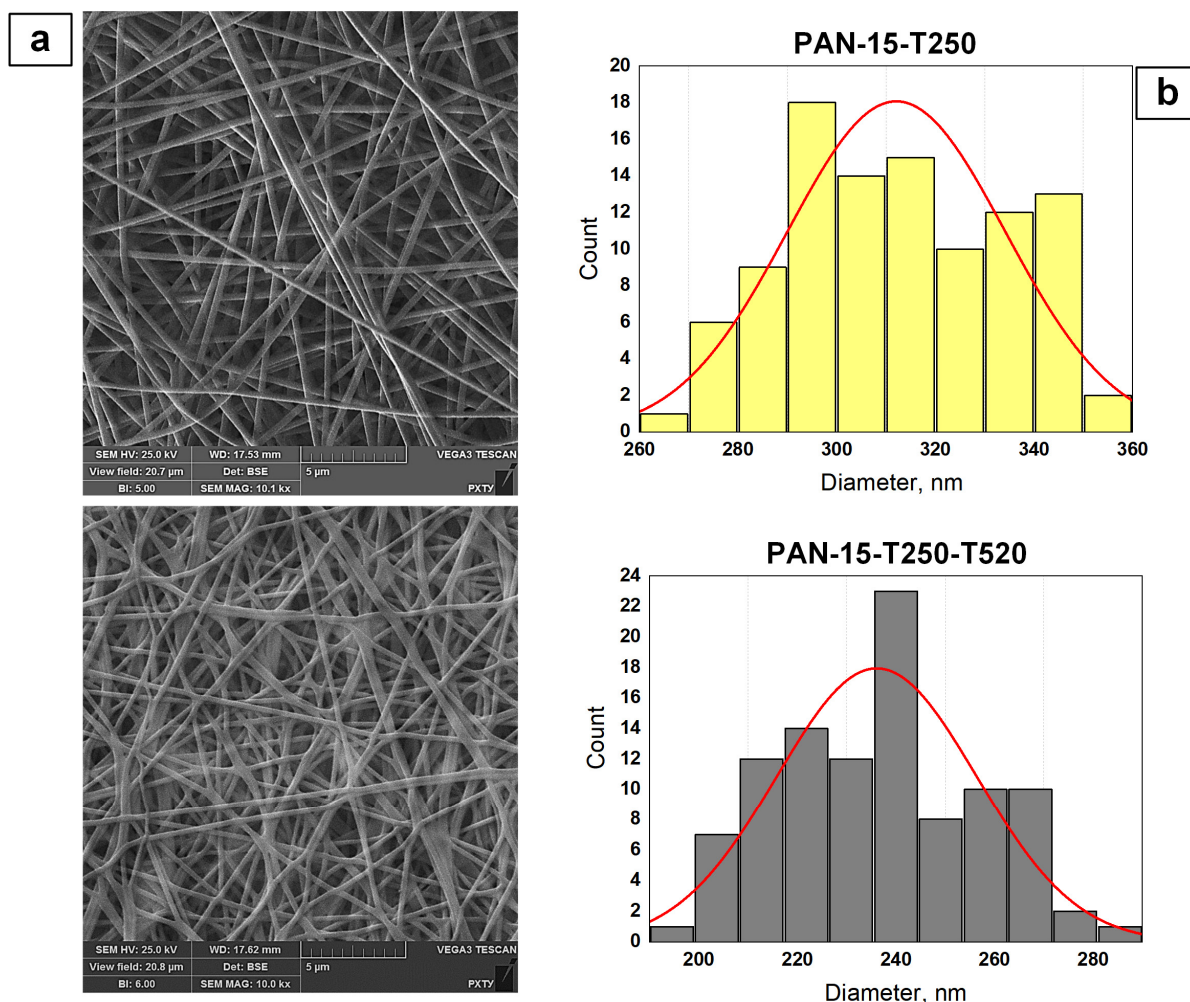 a
SEM HV: 25.0 kV WD: 17.53 mm VEGA3 TESCAN
View field: 20.7 µm Det: BSE 5 µm
BI: 5.00 SEM MAG: 10.1 kx РХТУ
PAN-15-T250
b
20
18
16
14
12
10
8
6
4
2
0
Count
260 280 300 320 340 360
Diameter, nm
SEM HV: 25.0 kV WD: 17.62 mm VEGA3 TESCAN
View field: 20.8 µm Det: BSE 5 µm
BI: 6.00 SEM MAG: 10.0 kx РХТУ
PAN-15-T250-T520
24
22
20
18
16
14
12
10
8
6
4
2
0
Count
200 220 240 260 280
Diameter, nm